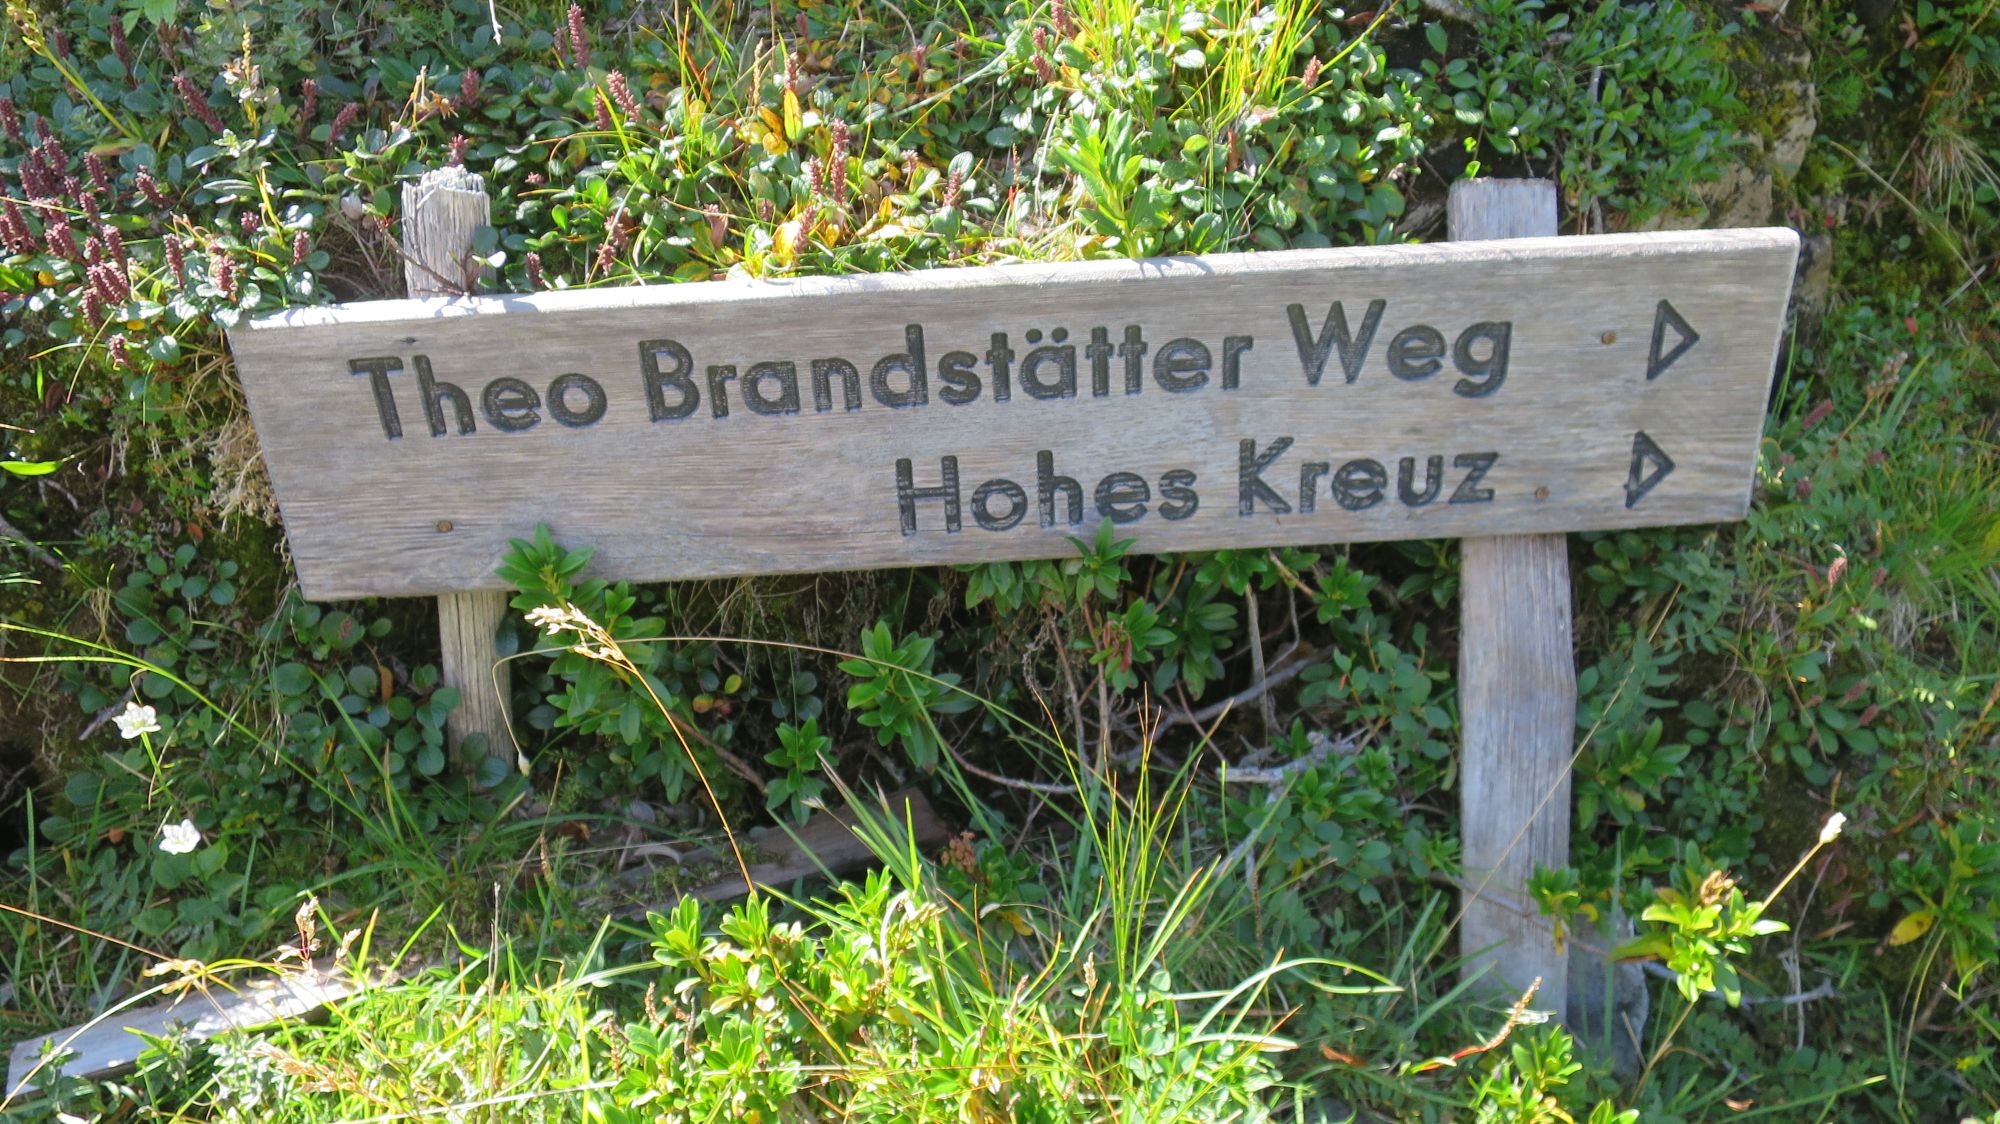 Theo Brandstätter Weg
Hohes Kreuz